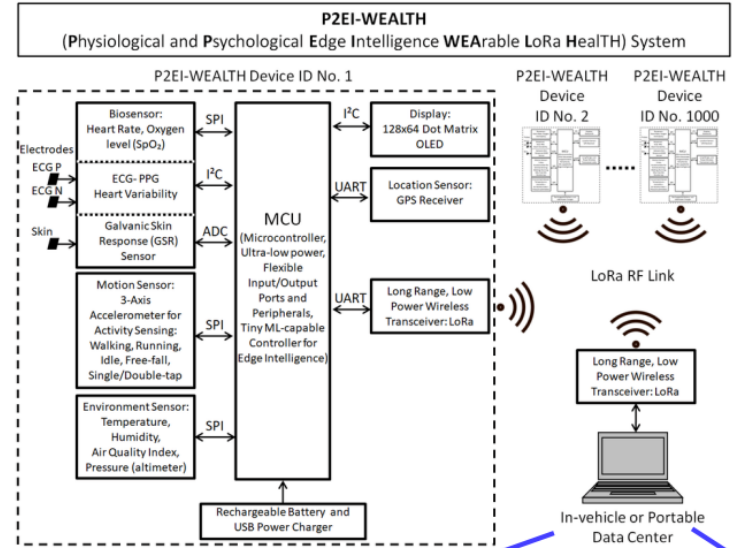 P2EI-WEALTH
(Physiological and Psychological Edge Intelligence WEArable LoRa HealTH) System
P2EI-WEALTH Device ID No. 1
Biosensor:
Heart Rate, Oxygen
level (SpO₂)
SPI
Electrodes
ECG P
ECG N
ECG- PPG
Heart Variability
I²C
Skin
Galvanic Skin
Response (GSR)
Sensor
ADC
Motion Sensor:
3-Axis
Accelerometer for
Activity Sensing:
Walking, Running,
Idle, Free-fall,
Single/Double-tap
SPI
Environment Sensor:
Temperature,
Humidity,
Air Quality Index,
Pressure (altimeter)
SPI
MCU
(Microcontroller,
Ultra-low power,
Flexible
Input/Output
Ports and
Peripherals,
Tiny ML-capable
Controller for
Edge Intelligence)
I²C
Display:
128x64 Dot Matrix
OLED
UART
Location Sensor:
GPS Receiver
UART
Long Range, Low
Power Wireless
Transceiver: LoRa
Rechargeable Battery and
USB Power Charger
P2EI-WEALTH
Device
ID No. 2
P2EI-WEALTH
Device
ID No. 1000
LoRa RF Link
Long Range, Low
Power Wireless
Transceiver: LoRa
In-vehicle or Portable
Data Center